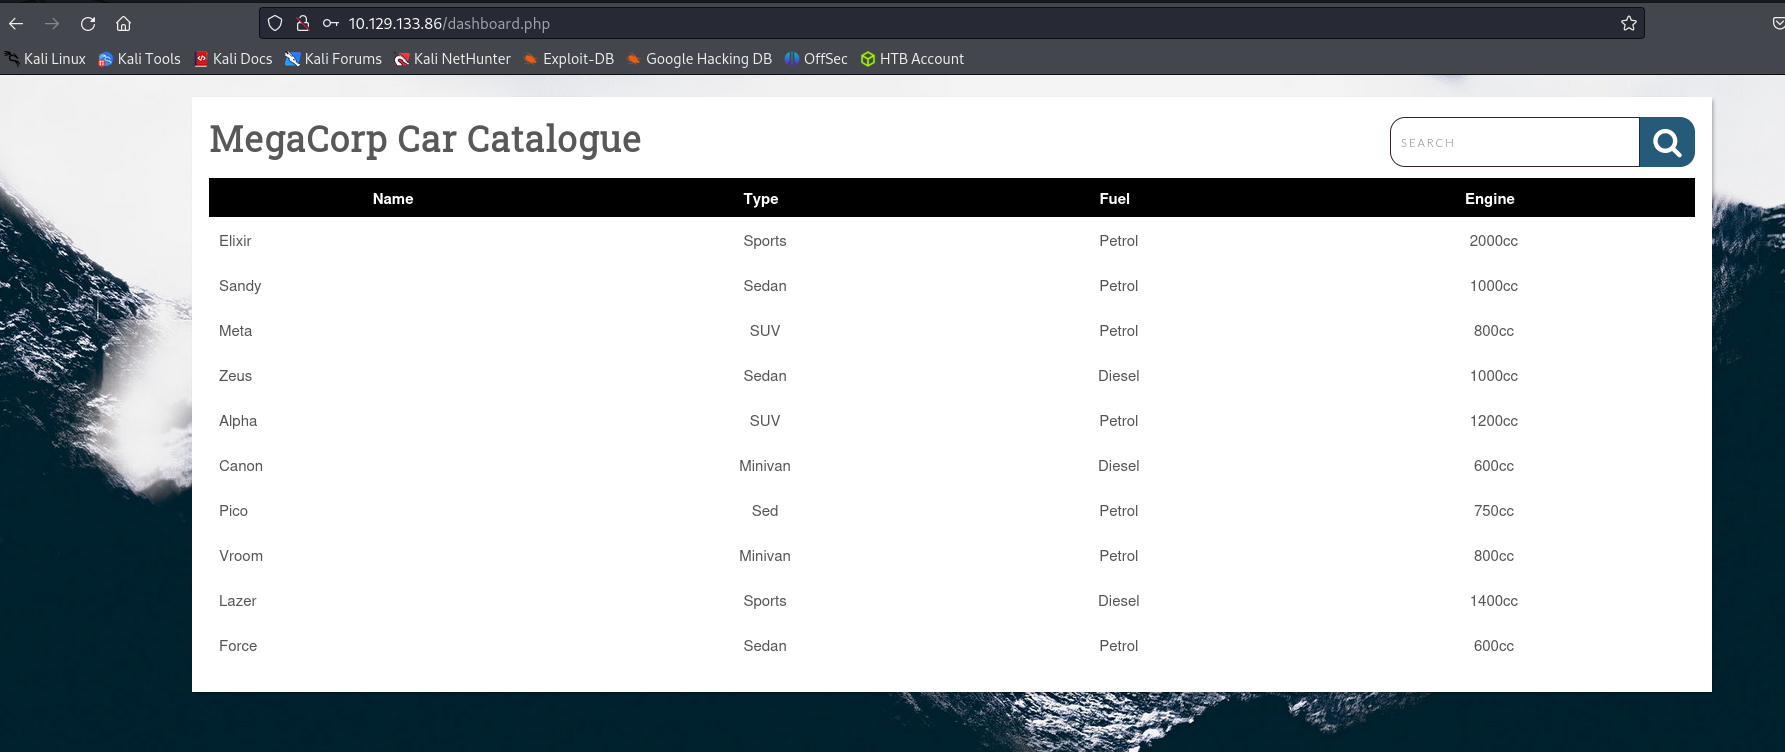 10.129.133.86/dashboard.php
Kali Linux Kali Tools Kali Docs Kali Forums Kali NetHunter Exploit-DB Google Hacking DB OffSec HTB Account
MegaCorp Car Catalogue
SEARCH
Name Type Fuel Engine
Elixir Sports Petrol 2000cc
Sandy Sedan Petrol 1000cc
Meta SUV Petrol 800cc
Zeus Sedan Diesel 1000cc
Alpha SUV Petrol 1200cc
Canon Minivan Diesel 600cc
Pico Sed Petrol 750cc
Vroom Minivan Petrol 800cc
Lazer Sports Diesel 1400cc
Force Sedan Petrol 600cc